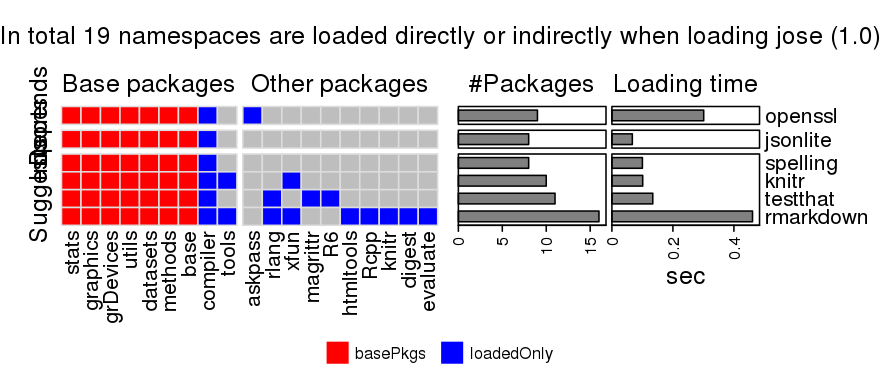 In total 19 namespaces are loaded directly or indirectly when loading jose (1.0)
Base packages
Other packages
#Packages
Loading time
Depends
Imports
Suggests
openssl
jsonlite
spelling
knitr
testthat
rmarkdown
stats
graphics
grDevices
utils
datasets
methods
base
compiler
tools
askpass
rlang
xfun
magrittr
R6
htmltools
Rcpp
knitr
digest
evaluate
0 5 10 15
0 0.2 0.4
sec
basePkgs
loadedOnly